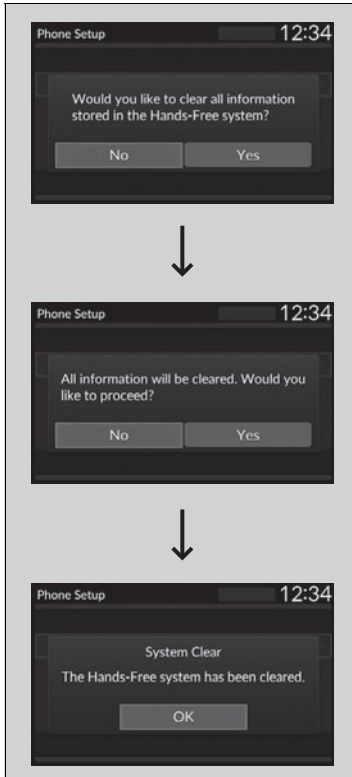 Phone Setup 12:34
Would you like to clear all information
stored in the Hands-Free system?
No Yes
Phone Setup 12:34
All information will be cleared. Would you
like to proceed?
No Yes
Phone Setup 12:34
System Clear
The Hands-Free system has been cleared.
OK